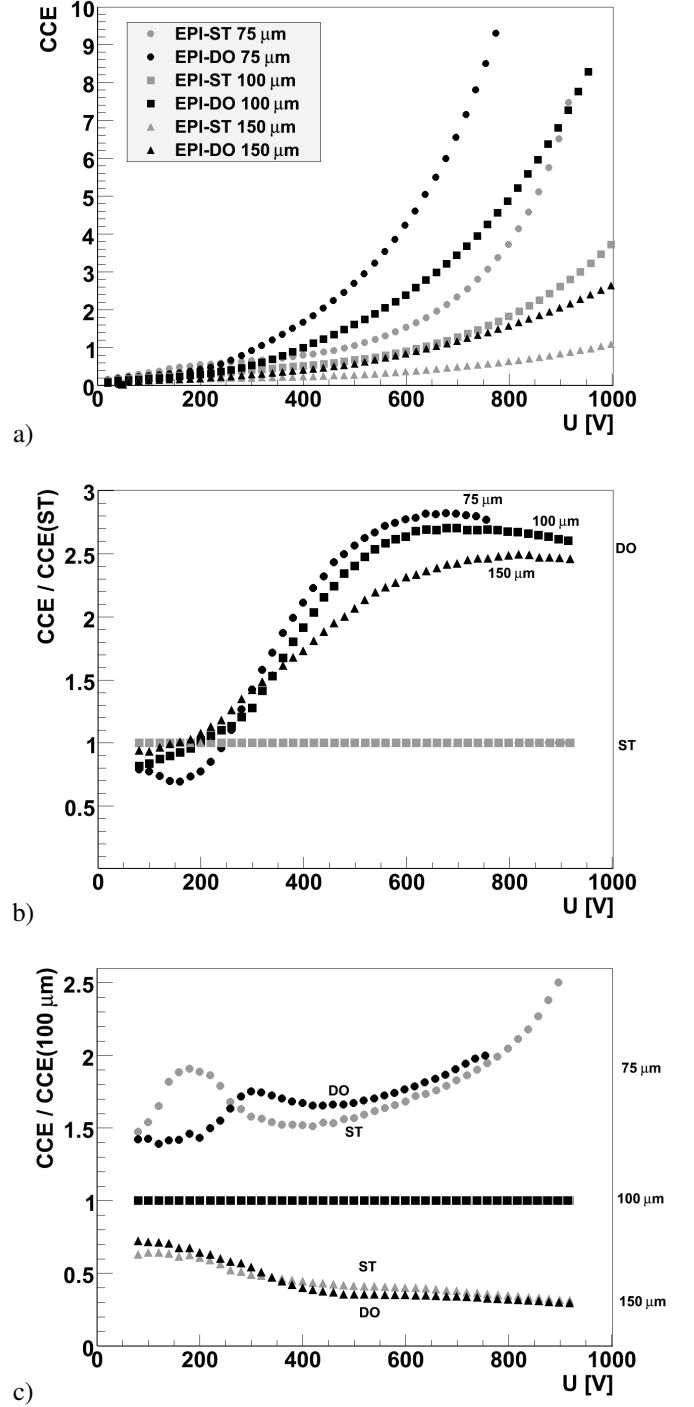 CCE
10
9
8
7
6
5
4
3
2
1
0
EPI-ST 75 μm
EPI-DO 75 μm
EPI-ST 100 μm
EPI-DO 100 μm
EPI-ST 150 μm
EPI-DO 150 μm
0 200 400 600 800 1000
U [V]
a)
CCE / CCE(ST)
3
2.5
2
1.5
1
0.5
75 μm
100 μm
150 μm
DO
ST
0 200 400 600 800 1000
U [V]
b)
CCE / CCE(100 μm)
2.5
2
1.5
1
0.5
0
DO
ST
ST
DO
75 μm
100 μm
150 μm
0 200 400 600 800 1000
U [V]
c)